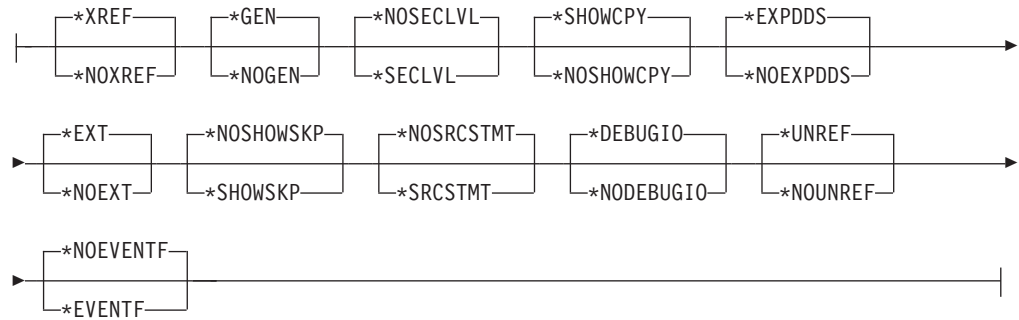 *XREF *GEN *NOSECLVL *SHOWCPY *EXPDDS
*NOXREF *NOGEN *SECLVL *NOSHOWCPY *NOEXPDDS
*EXT *NOSHOWSKP *NOSRCSTMT *DEBUGIO *UNREF
*NOEXT *SHOWSKP *SRCSTMT *NODEBUGIO *NOUNREF
*NOEVENTF
*EVENTF